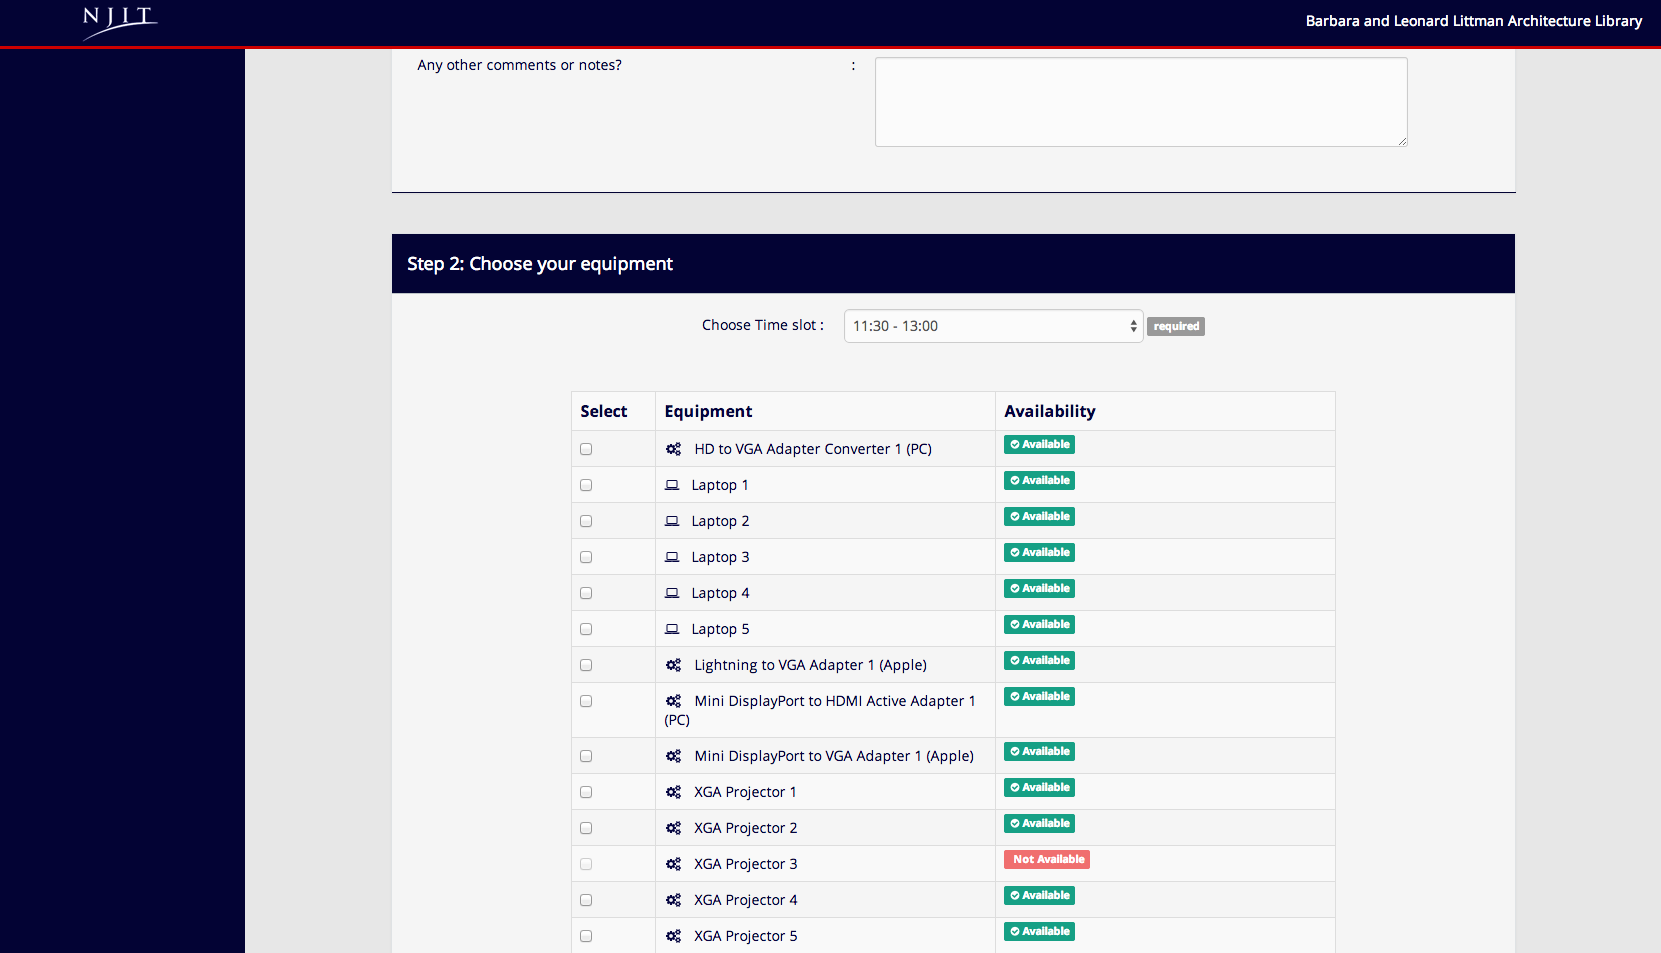 NJIT
Barbara and Leonard Littman Architecture Library
Any other comments or notes? :
Step 2: Choose your equipment
Choose Time slot : 11:30 - 13:00 required
Select Equipment Availability
HD to VGA Adapter Converter 1 (PC) Available
Laptop 1 Available
Laptop 2 Available
Laptop 3 Available
Laptop 4 Available
Laptop 5 Available
Lightning to VGA Adapter 1 (Apple) Available
Mini DisplayPort to HDMI Active Adapter 1 Available
(PC)
Mini DisplayPort to VGA Adapter 1 (Apple) Available
XGA Projector 1 Available
XGA Projector 2 Available
XGA Projector 3 Not Available
XGA Projector 4 Available
XGA Projector 5 Available